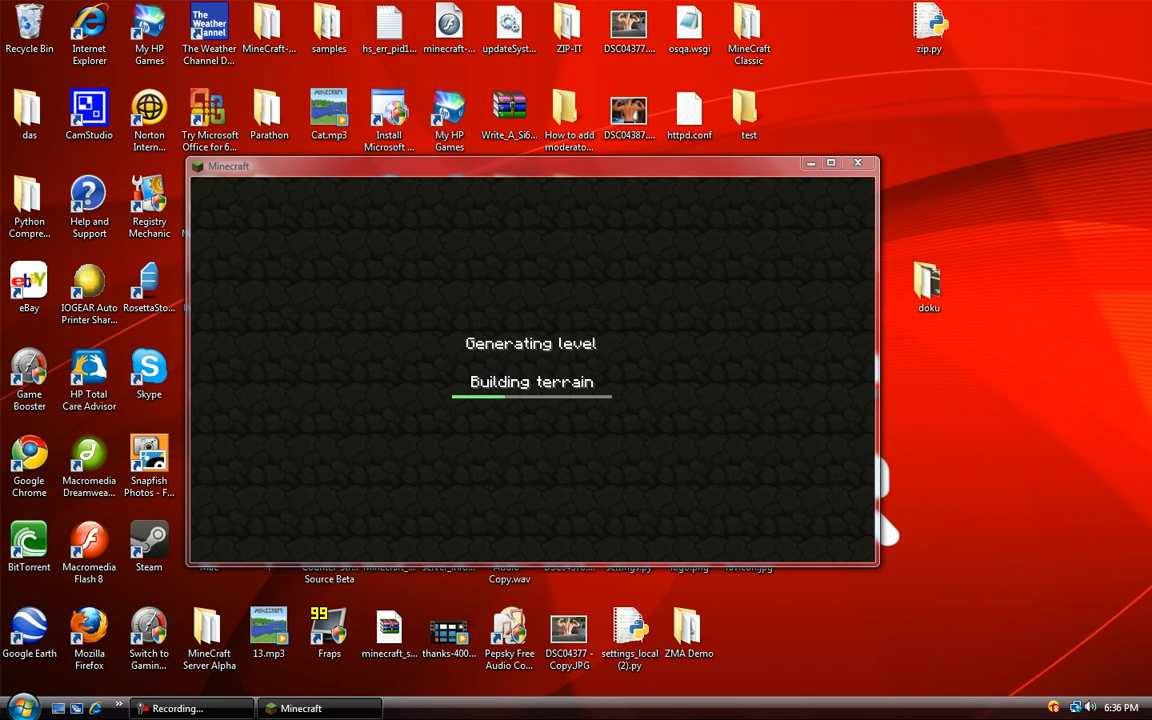 Recycle Bin
Internet
Explorer
My HP
Games
The
Weather
Channel
The Weather
Channel D...
MineCraft-...
samples
hs_err_pid1...
minecraft-...
updateSyst...
ZIP-IT
DSC04377....
osqa.wsgi
MineCraft
Classic
zip.py
das
CamStudio
Norton
Intern...
Try Microsoft
Office for 6...
Parathon
Cat.mp3
Install
Microsoft ...
My HP
Games
Write_A_Si6...
How to add
moderato...
DSC04387....
httpd.conf
test
Minecraft
Python
Compre...
Help and
Support
Registry
Mechanic
eBay
IOGEAR Auto
Printer Shar...
RosettaSto...
doku
Generating level
Building terrain
Game
Booster
HP Total
Care Advisor
Skype
Google
Chrome
Macromedia
Dreamwea...
Snapfish
Photos - F...
BitTorrent
Macromedia
Flash 8
Steam
Source Beta
Audio
Copy.wav
Google Earth
Mozilla
Firefox
Switch to
Gamin...
MineCraft
Server Alpha
13.mp3
99
Fraps
minecraft_s...
thanks-400...
Pepsky Free
Audio Co...
DSC04377 -
Copy.JPG
settings_local
(2).py
ZMA Demo
Recording...
Minecraft
6:36 PM